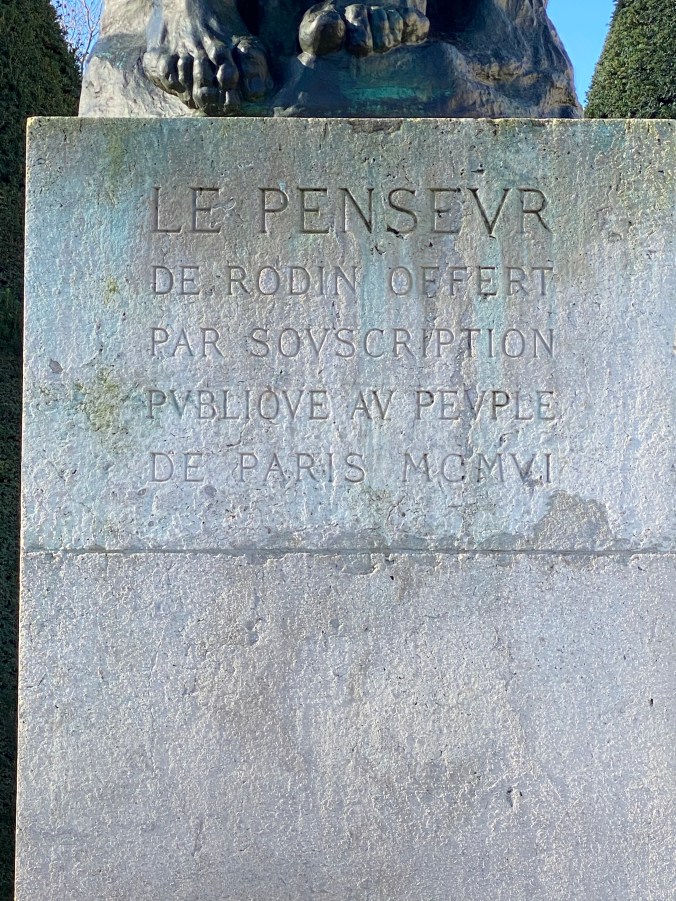 LE PENSEVR
DE RODIN OFFERT
PAR SOVSCRIPTION
PVBLIQVE AV PEVPLE
DE PARIS MCMVI